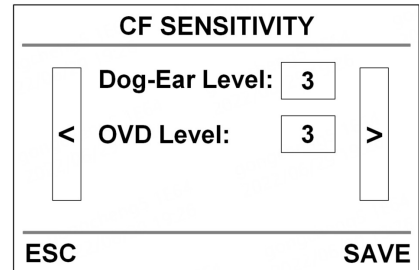 CF SENSITIVITY
Dog-Ear Level: 3
< OVD Level: 3 >
ESC SAVE